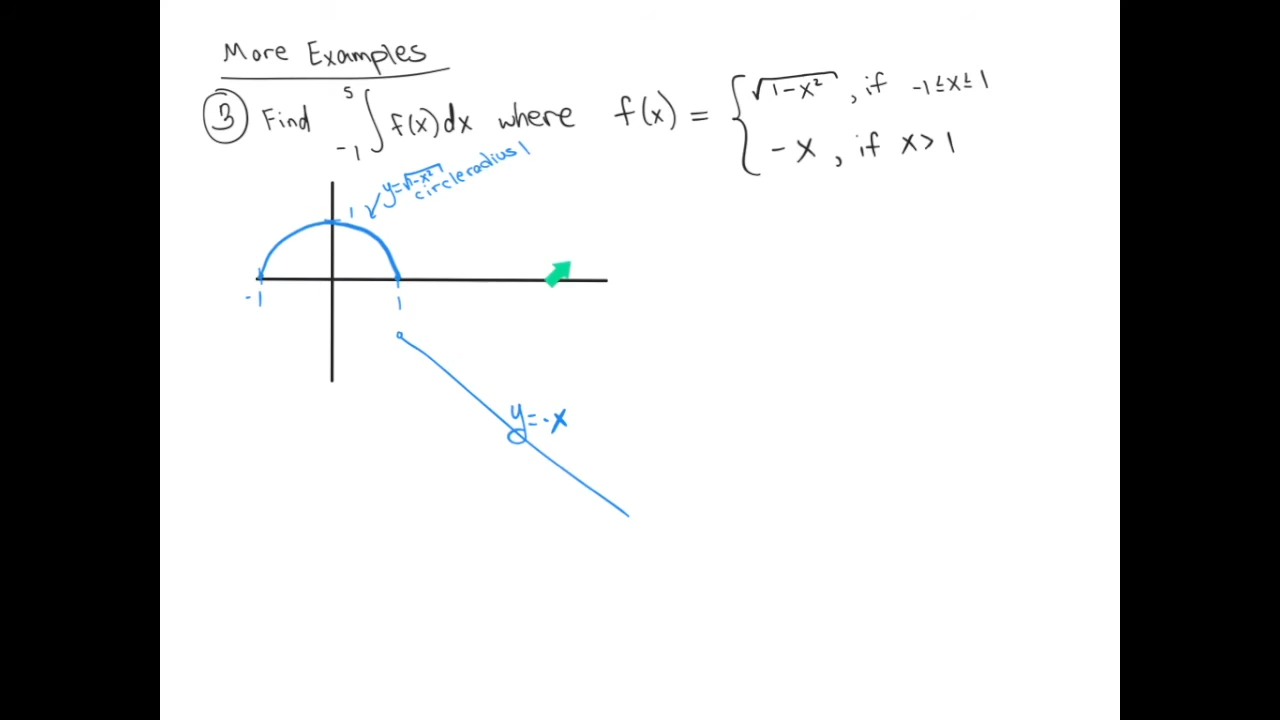 More Examples
③ Find ∫₋₁⁵ f(x)dx where f(x) = { √(1-x²), if -1≤x≤1
-x, if x>1
y=√(1-x²)
circle radius 1
1
-1 1
y=-x